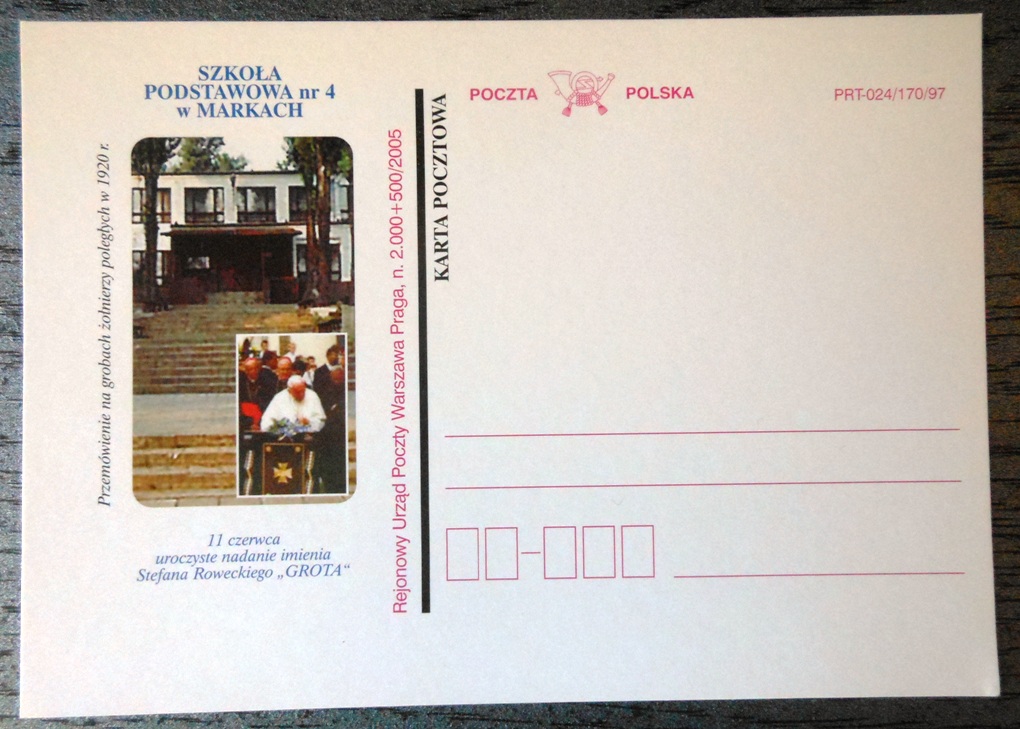 SZKOŁA
PODSTAWOWA nr 4
w MARKACH
Przemówienie na grobach żołnierzy poległych w 1920 r.
11 czerwca
uroczyste nadanie imienia
Stefana Roweckiego „GROTA“
Rejonowy Urząd Poczty Warszawa Praga, n. 2.000+500/2005
KARTA POCZTOWA
POCZTA POLSKA
PRT-024/170/97